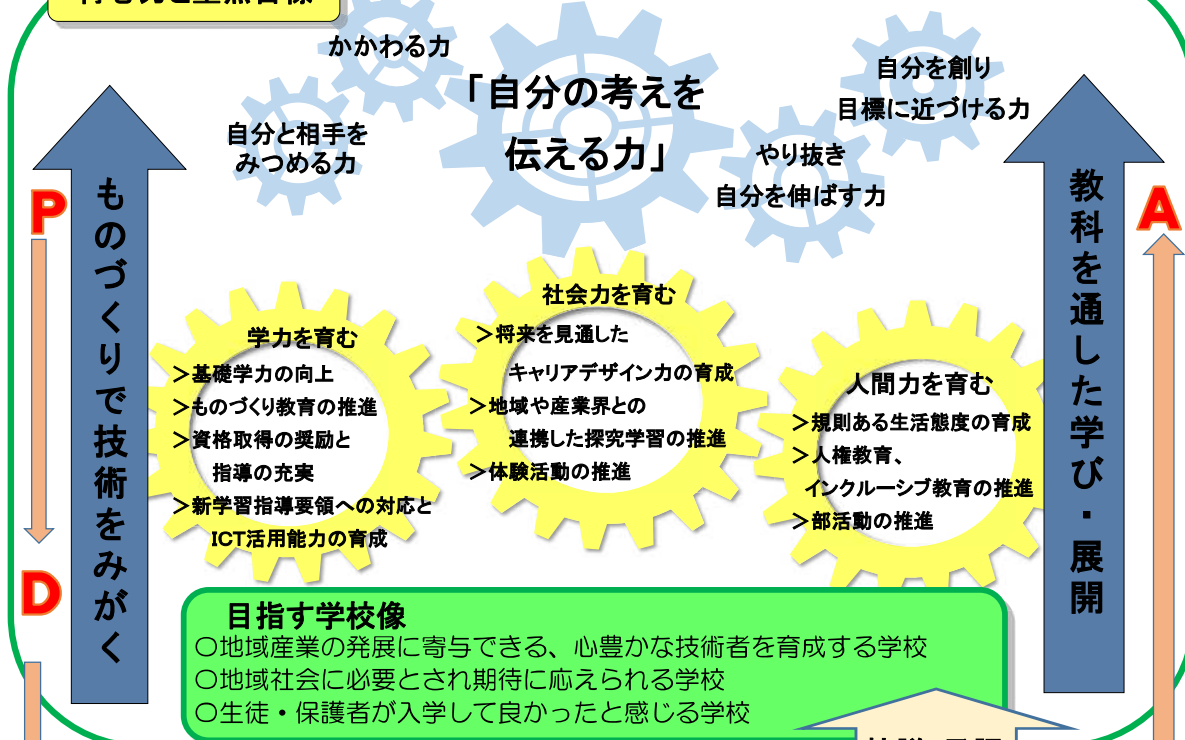 かかわる力
「自分の考えを
伝える力」
自分を創り
目標に近づける力
自分と相手を
みつめる力
やり抜き
自分を伸ばす力
P
D
A
ものづくりで技術をみがく
教科を通した学び・展開
学力を育む
＞基礎学力の向上
＞ものづくり教育の推進
＞資格取得の奨励と
指導の充実
＞新学習指導要領への対応と
ICT活用能力の育成
社会力を育む
＞将来を見通した
キャリアデザイン力の育成
＞地域や産業界との
連携した探究学習の推進
＞体験活動の推進
人間力を育む
＞規則ある生活態度の育成
＞人権教育、
インクルーシブ教育の推進
＞部活動の推進
目指す学校像
〇地域産業の発展に寄与できる、心豊かな技術者を育成する学校
〇地域社会に必要とされ期待に応えられる学校
〇生徒・保護者が入学して良かったと感じる学校